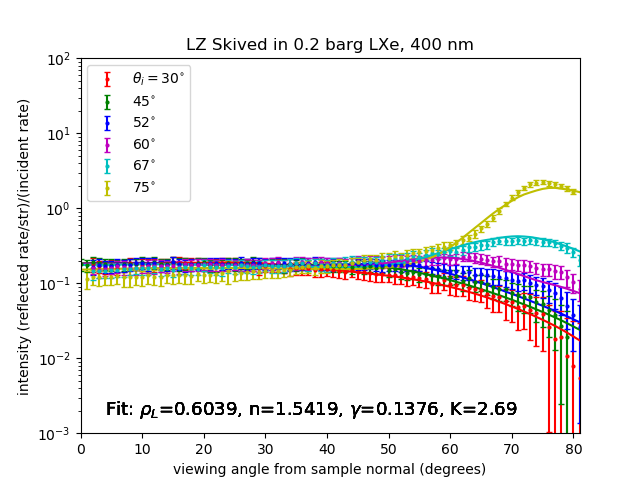 LZ Skived in 0.2 barg LXe, 400 nm
intensity (reflected rate/str)/(incident rate)
10²
10¹
10⁰
10⁻¹
10⁻²
10⁻³
θᵢ = 30°
45°
52°
60°
67°
75°
Fit: ρ_L=0.6039, n=1.5419, γ=0.1376, K=2.69
0 10 20 30 40 50 60 70 80
viewing angle from sample normal (degrees)